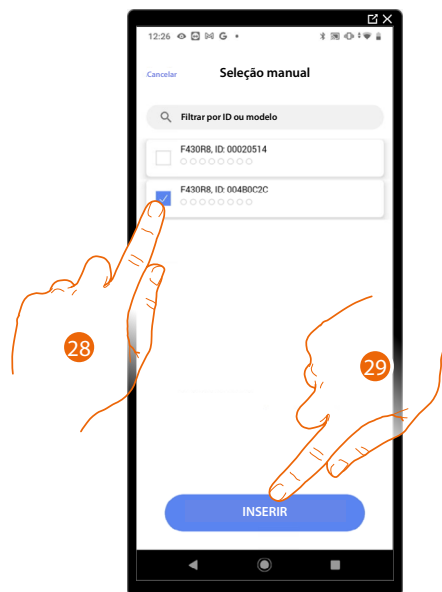 12:26 G
Cancelar Seleção manual
Filtrar por ID ou modelo
F430R8, ID: 00020514
F430R8, ID: 004B0C2C
28
29
INSERIR